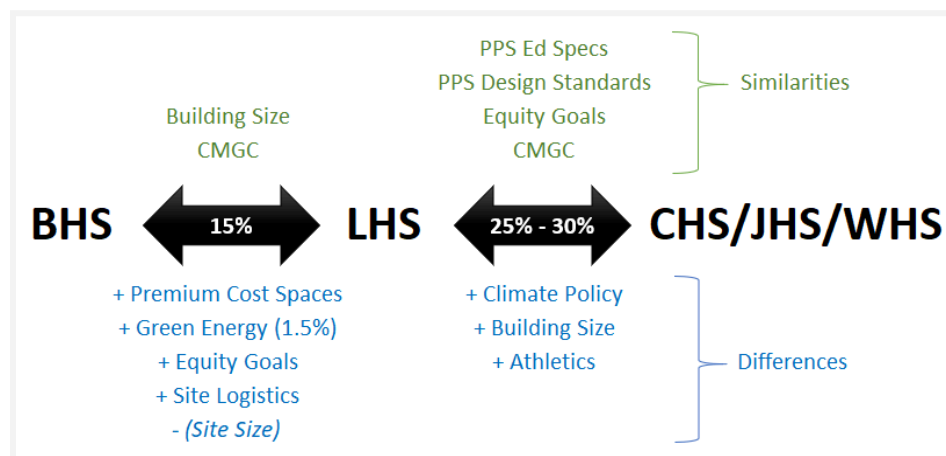 PPS Ed Specs
PPS Design Standards
Equity Goals
CMGC
Similarities
Building Size
CMGC
BHS
15%
LHS
25% - 30%
CHS/JHS/WHS
+ Premium Cost Spaces
+ Green Energy (1.5%)
+ Equity Goals
+ Site Logistics
- (Site Size)
+ Climate Policy
+ Building Size
+ Athletics
Differences